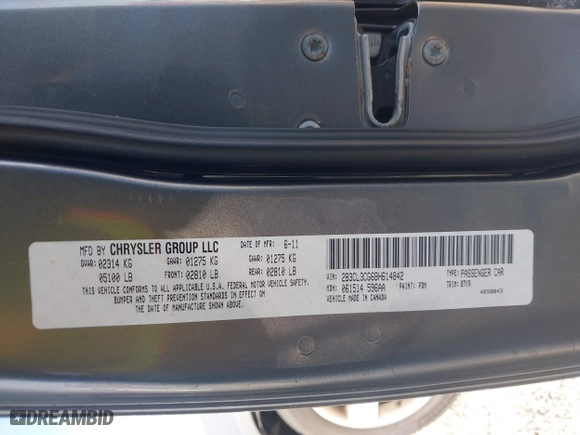 MFD BY CHRYSLER GROUP LLC DATE OF MFR: 6-11
GVWR: 02314 KG GAWR: 01275 KG GAWR: 01275 KG
05100 LB FRONT: 02810 LB REAR: 02810 LB
THIS VEHICLE CONFORMS TO ALL APPLICABLE U.S.A. FEDERAL MOTOR VEHICLE SAFETY,
BUMPER AND THEFT PREVENTION STANDARDS IN EFFECT ON
THE DATE OF MANUFACTURE SHOWN ABOVE.
VIN: 2B3CL3CG6BH614842 TYPE: PASSENGER CAR
MDH: 061514 596AA PAINT: PDM TRIM: DTV9
VEHICLE MADE IN CANADA 4658843
DREAMBID